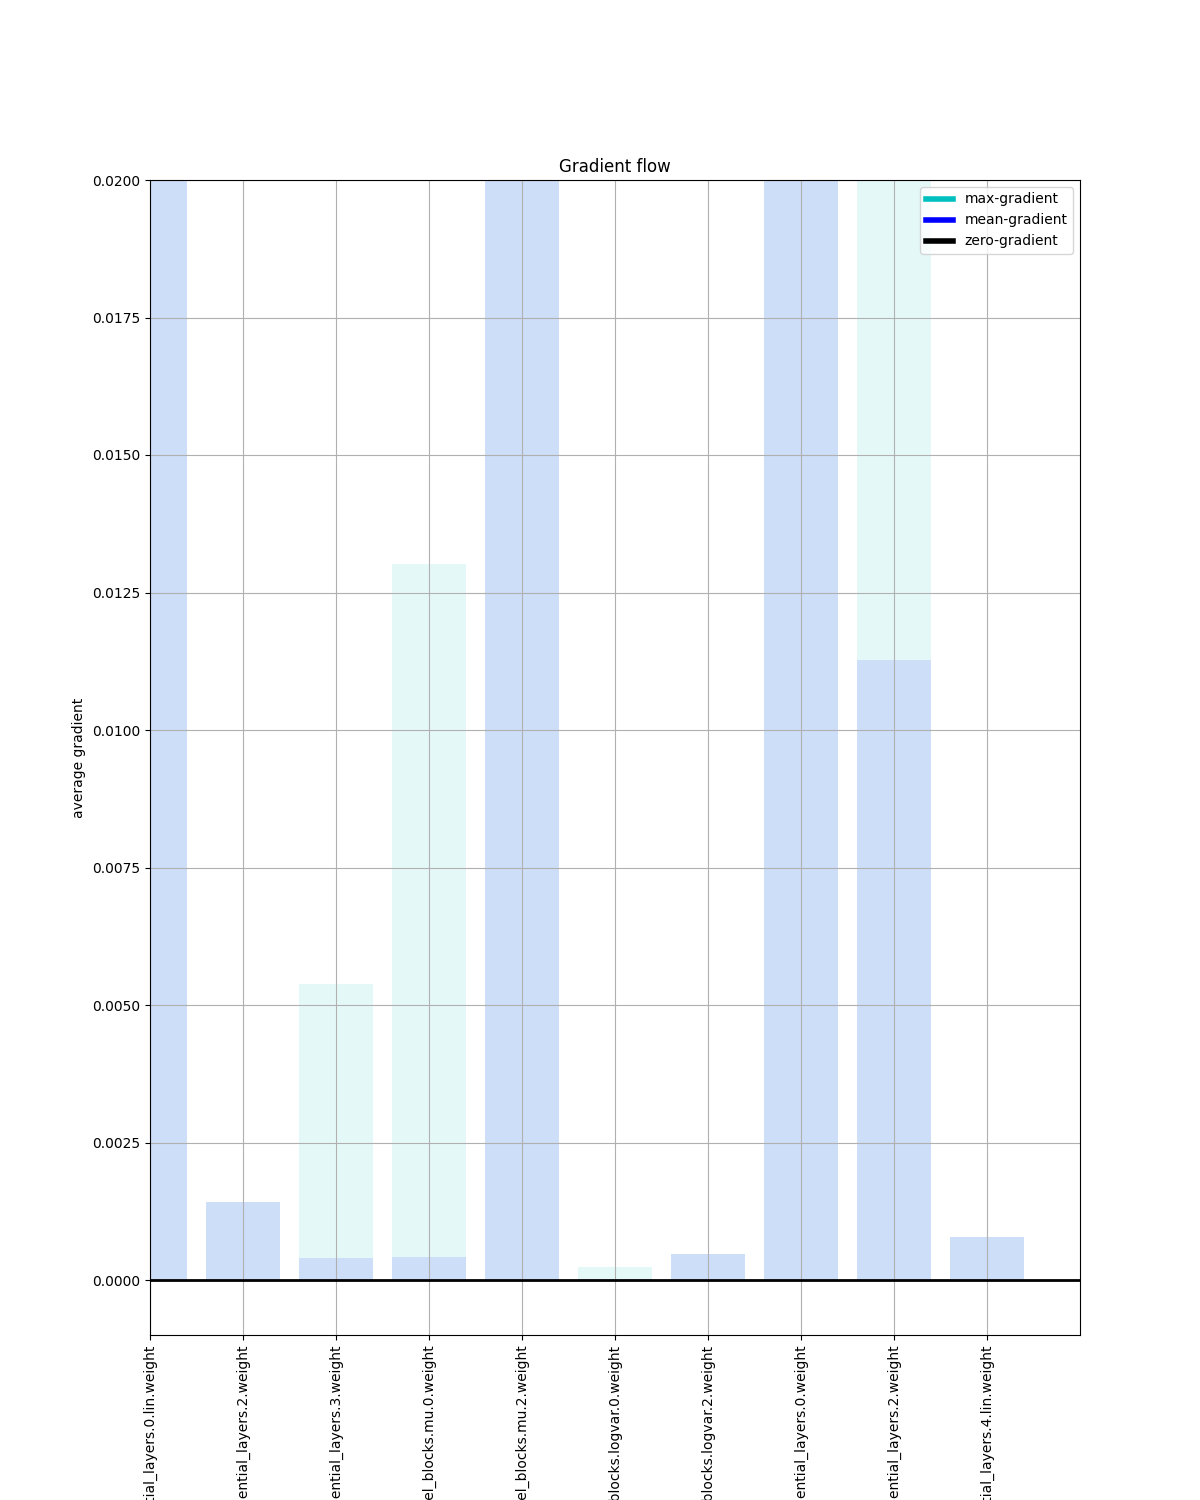 Gradient flow
max-gradient
mean-gradient
zero-gradient
0.0200
0.0175
0.0150
0.0125
0.0100
0.0075
0.0050
0.0025
0.0000
average gradient
tial_layers.0.lin.weight
ential_layers.2.weight
ential_layers.3.weight
el_blocks.mu.0.weight
el_blocks.mu.2.weight
blocks.logvar.0.weight
blocks.logvar.2.weight
ential_layers.0.weight
ential_layers.2.weight
tial_layers.4.lin.weight